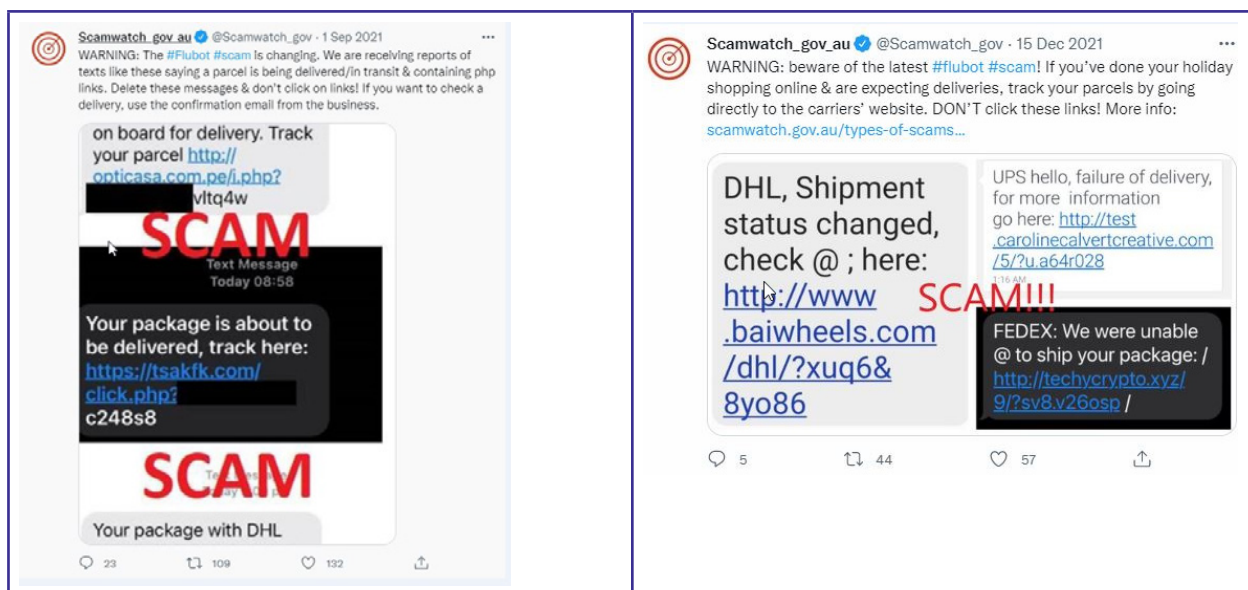 Scamwatch_gov_au @Scamwatch_gov · 1 Sep 2021
WARNING: The #Flubot #scam is changing. We are receiving reports of
texts like these saying a parcel is being delivered/in transit & containing php
links. Delete these messages & don't click on links! If you want to check a
delivery, use the confirmation email from the business.
on board for delivery. Track
your parcel http://
opticasa.com.pe/i.php?
vltq4w
SCAM
Text Message
Today 08:58
Your package is about to
be delivered, track here:
https://tsakfk.com/
click.php?
c248s8
SCAM
Your package with DHL
23 109 132
Scamwatch_gov_au @Scamwatch_gov · 15 Dec 2021
WARNING: beware of the latest #flubot #scam! If you've done your holiday
shopping online & are expecting deliveries, track your parcels by going
directly to the carriers' website. DON'T click these links! More info:
scamwatch.gov.au/types-of-scams...
DHL, Shipment
status changed,
check @ ; here:
http://www
.baiwheels.com
/dhl/?xuq6&
8yo86
UPS hello, failure of delivery,
for more information
go here: http://test
.carolinecalvertcreative.com
/5/?u.a64r028
1:16 AM
SCAM!!!
FEDEX: We were unable
@ to ship your package: /
http://techycrypto.xyz/
9/?sv8.v26osp /
5 44 57